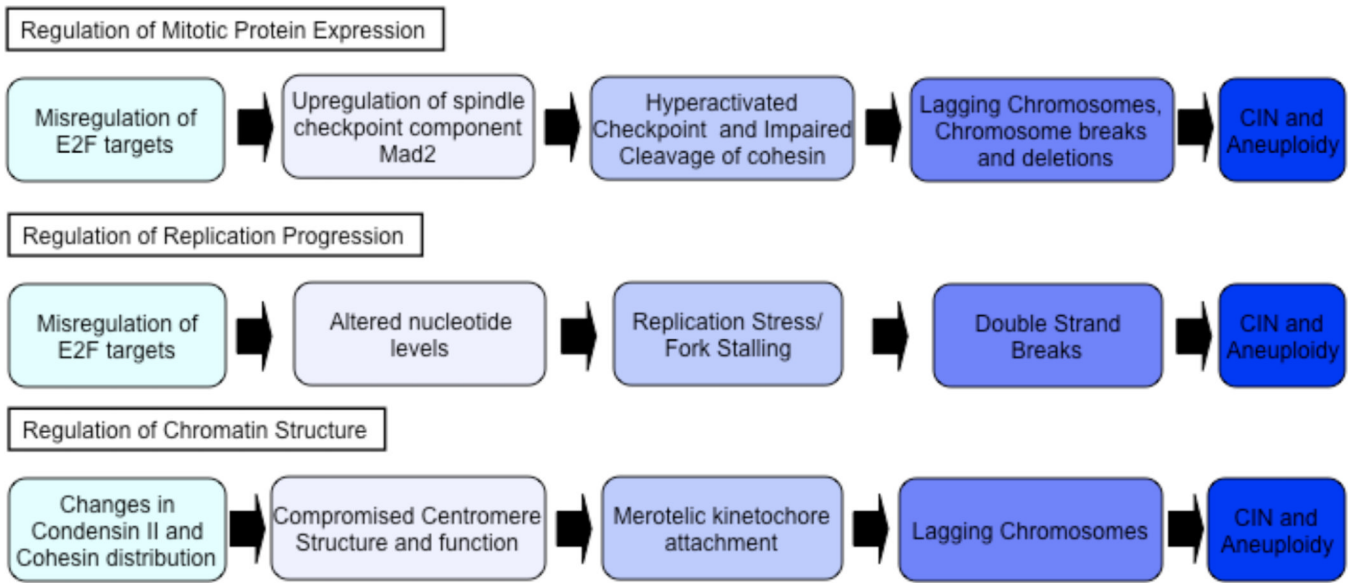 Regulation of Mitotic Protein Expression
Misregulation of
E2F targets
Upregulation of spindle
checkpoint component
Mad2
Hyperactivated
Checkpoint and Impaired
Cleavage of cohesin
Lagging Chromosomes,
Chromosome breaks
and deletions
CIN and
Aneuploidy
Regulation of Replication Progression
Misregulation of
E2F targets
Altered nucleotide
levels
Replication Stress/
Fork Stalling
Double Strand
Breaks
CIN and
Aneuploidy
Regulation of Chromatin Structure
Changes in
Condensin II and
Cohesin distribution
Compromised Centromere
Structure and function
Merotelic kinetochore
attachment
Lagging Chromosomes
CIN and
Aneuploidy